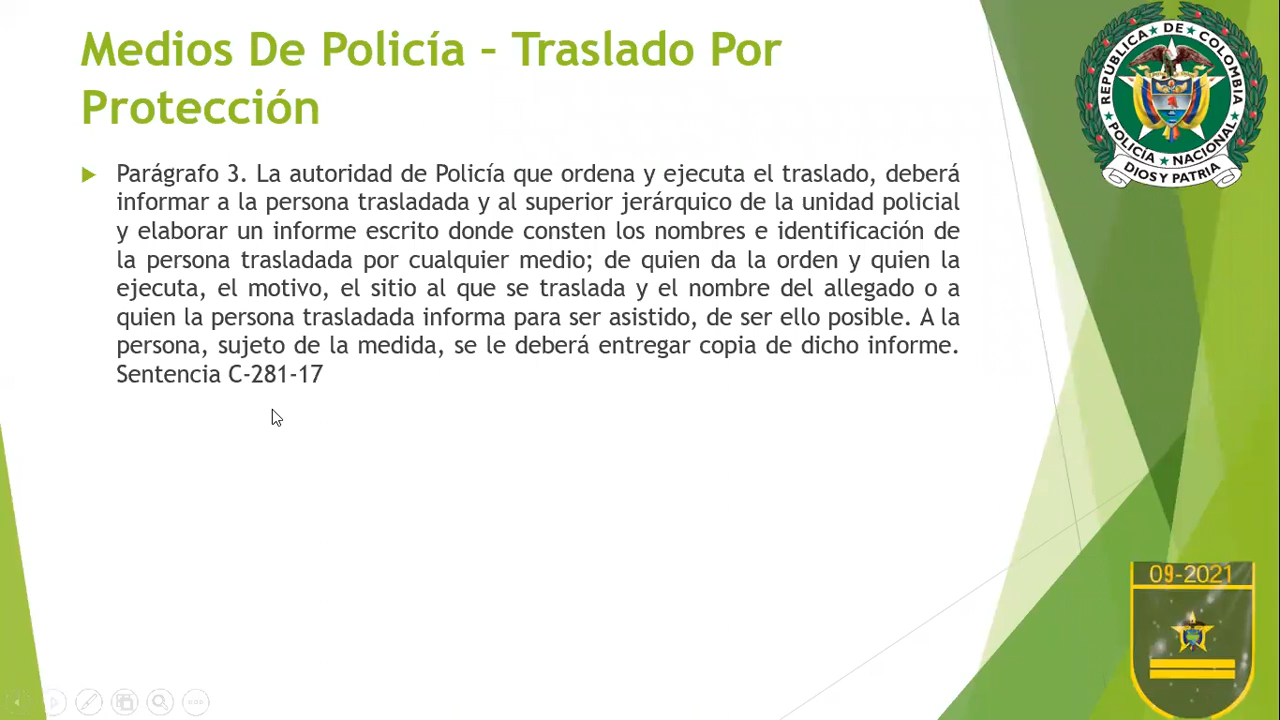 Medios De Policía – Traslado Por
Protección
Parágrafo 3. La autoridad de Policía que ordena y ejecuta el traslado, deberá
informar a la persona trasladada y al superior jerárquico de la unidad policial
y elaborar un informe escrito donde consten los nombres e identificación de
la persona trasladada por cualquier medio; de quien da la orden y quien la
ejecuta, el motivo, el sitio al que se traslada y el nombre del allegado o a
quien la persona trasladada informa para ser asistido, de ser ello posible. A la
persona, sujeto de la medida, se le deberá entregar copia de dicho informe.
Sentencia C-281-17
REPÚBLICA DE COLOMBIA
POLICÍA NACIONAL
DIOS Y PATRIA
09-2021